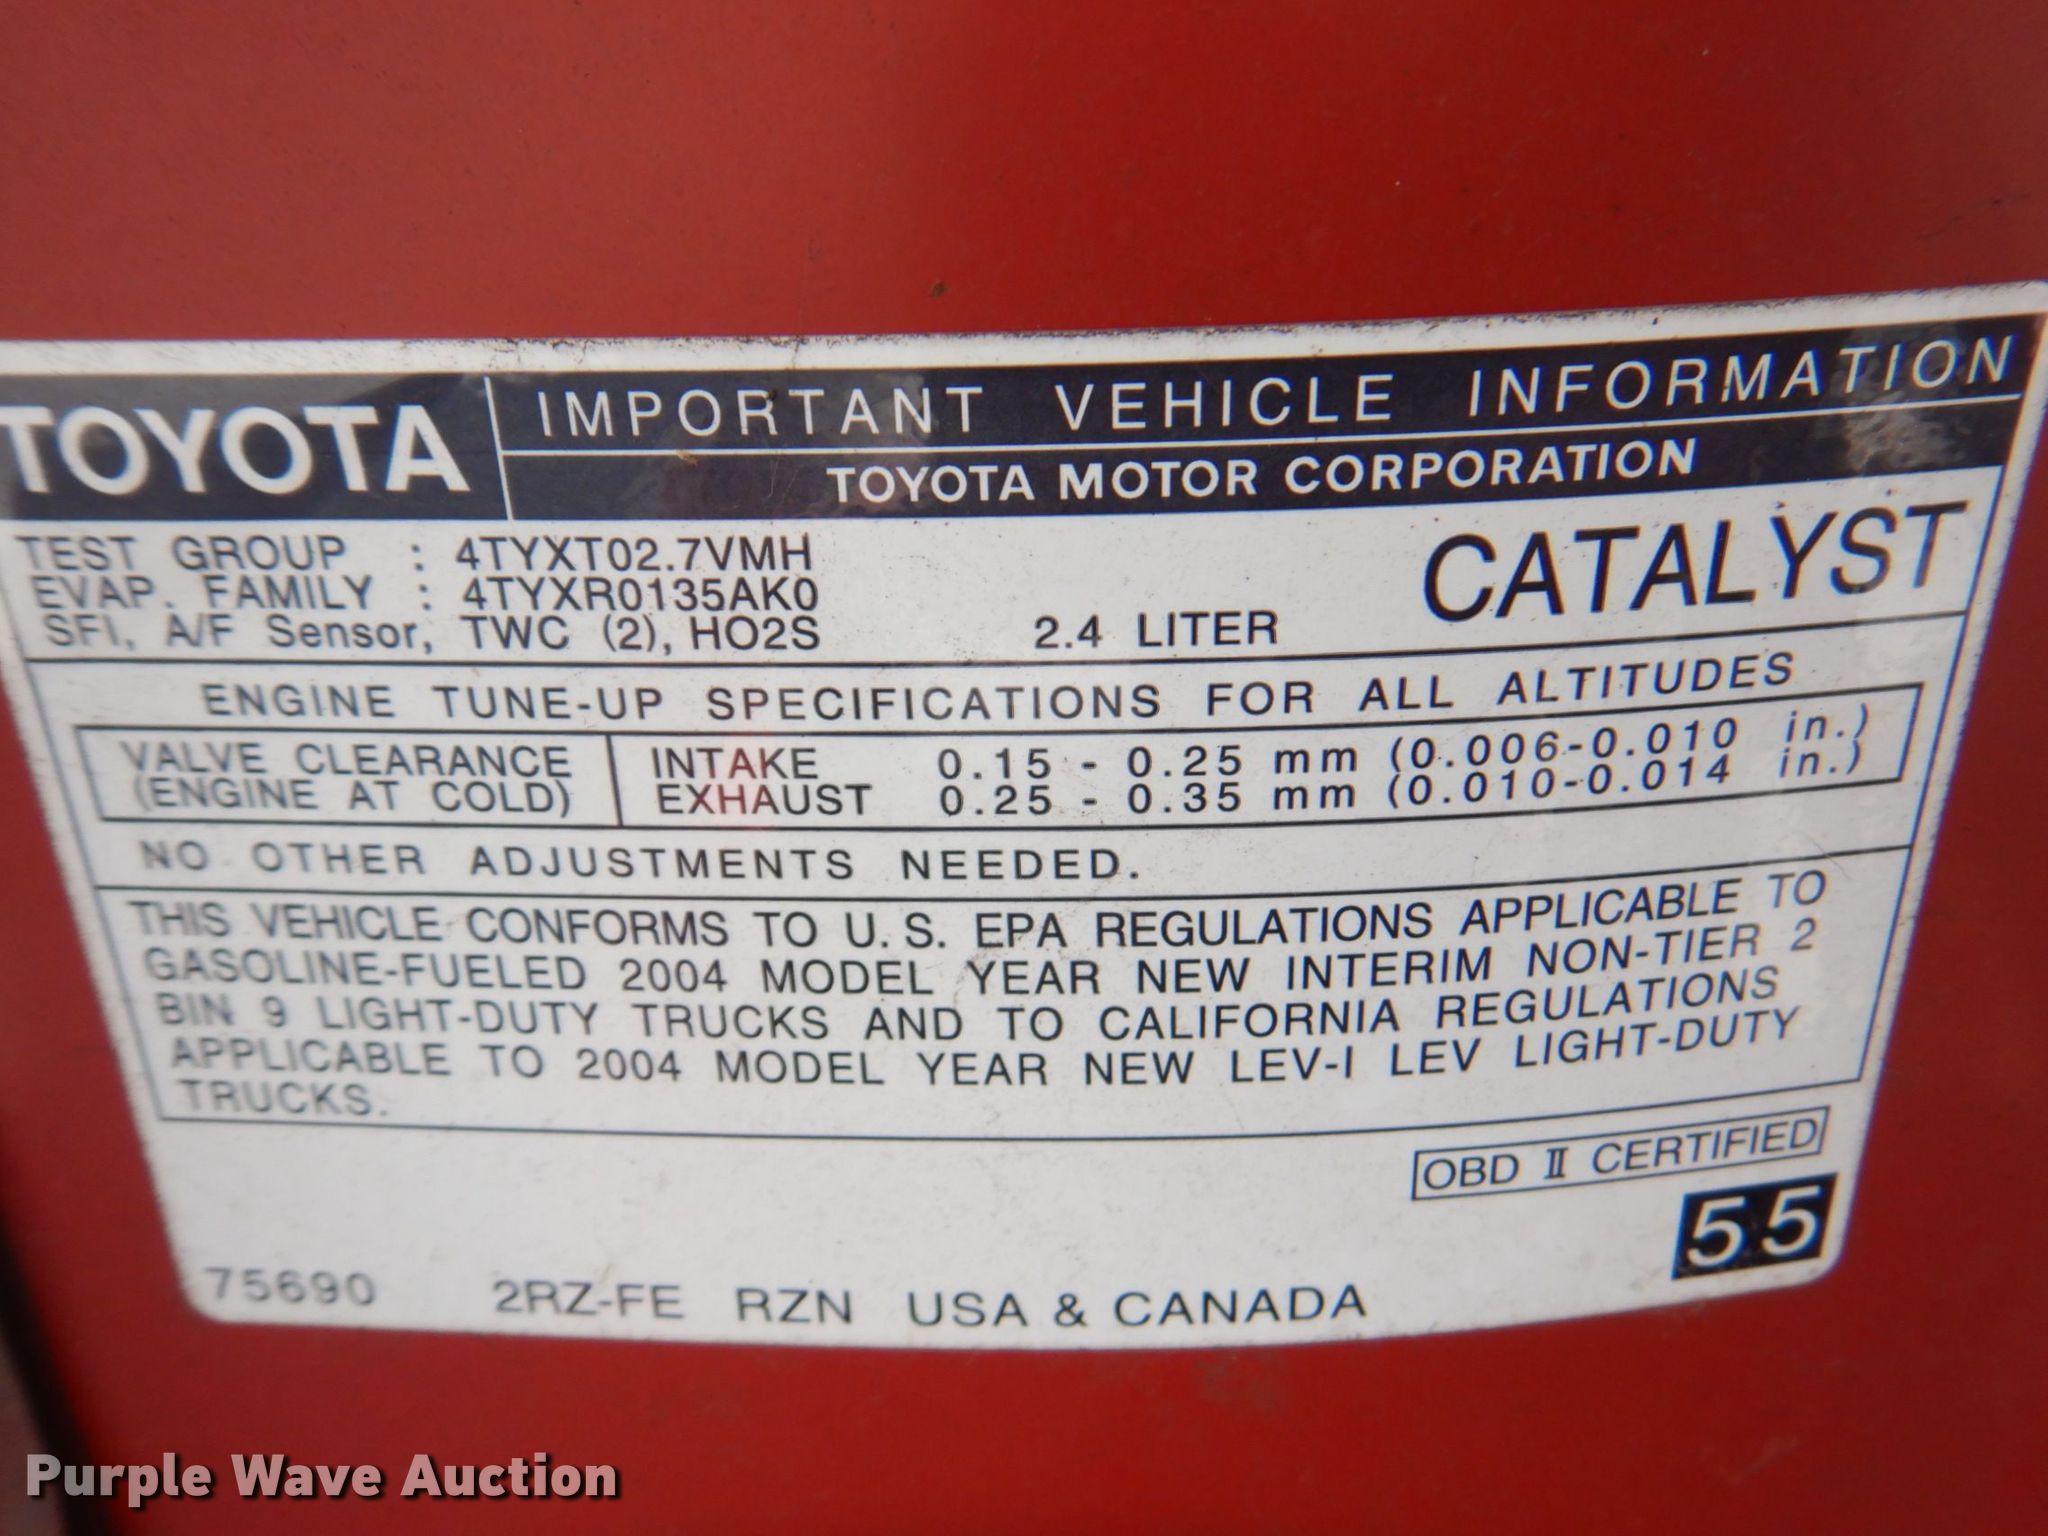 TOYOTA
IMPORTANT VEHICLE INFORMATION
TOYOTA MOTOR CORPORATION
TEST GROUP : 4TYXT02.7VMH
EVAP. FAMILY : 4TYXR0135AK0
SFI, A/F Sensor, TWC (2), HO2S 2.4 LITER
CATALYST
ENGINE TUNE-UP SPECIFICATIONS FOR ALL ALTITUDES
VALVE CLEARANCE
(ENGINE AT COLD)
INTAKE 0.15 - 0.25 mm (0.006-0.010 in.)
EXHAUST 0.25 - 0.35 mm (0.010-0.014 in.)
NO OTHER ADJUSTMENTS NEEDED.
THIS VEHICLE CONFORMS TO U.S. EPA REGULATIONS APPLICABLE TO
GASOLINE-FUELED 2004 MODEL YEAR NEW INTERIM NON-TIER 2
BIN 9 LIGHT-DUTY TRUCKS AND TO CALIFORNIA REGULATIONS
APPLICABLE TO 2004 MODEL YEAR NEW LEV-I LEV LIGHT-DUTY
TRUCKS.
OBD II CERTIFIED
55
75690 2RZ-FE RZN USA & CANADA
Purple Wave Auction